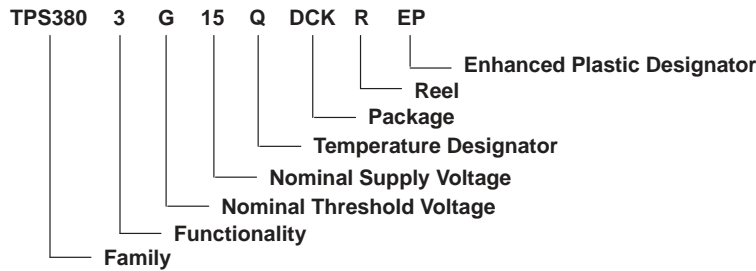 TPS380 3 G 15 Q DCK R EP
Enhanced Plastic Designator
Reel
Package
Temperature Designator
Nominal Supply Voltage
Nominal Threshold Voltage
Functionality
Family